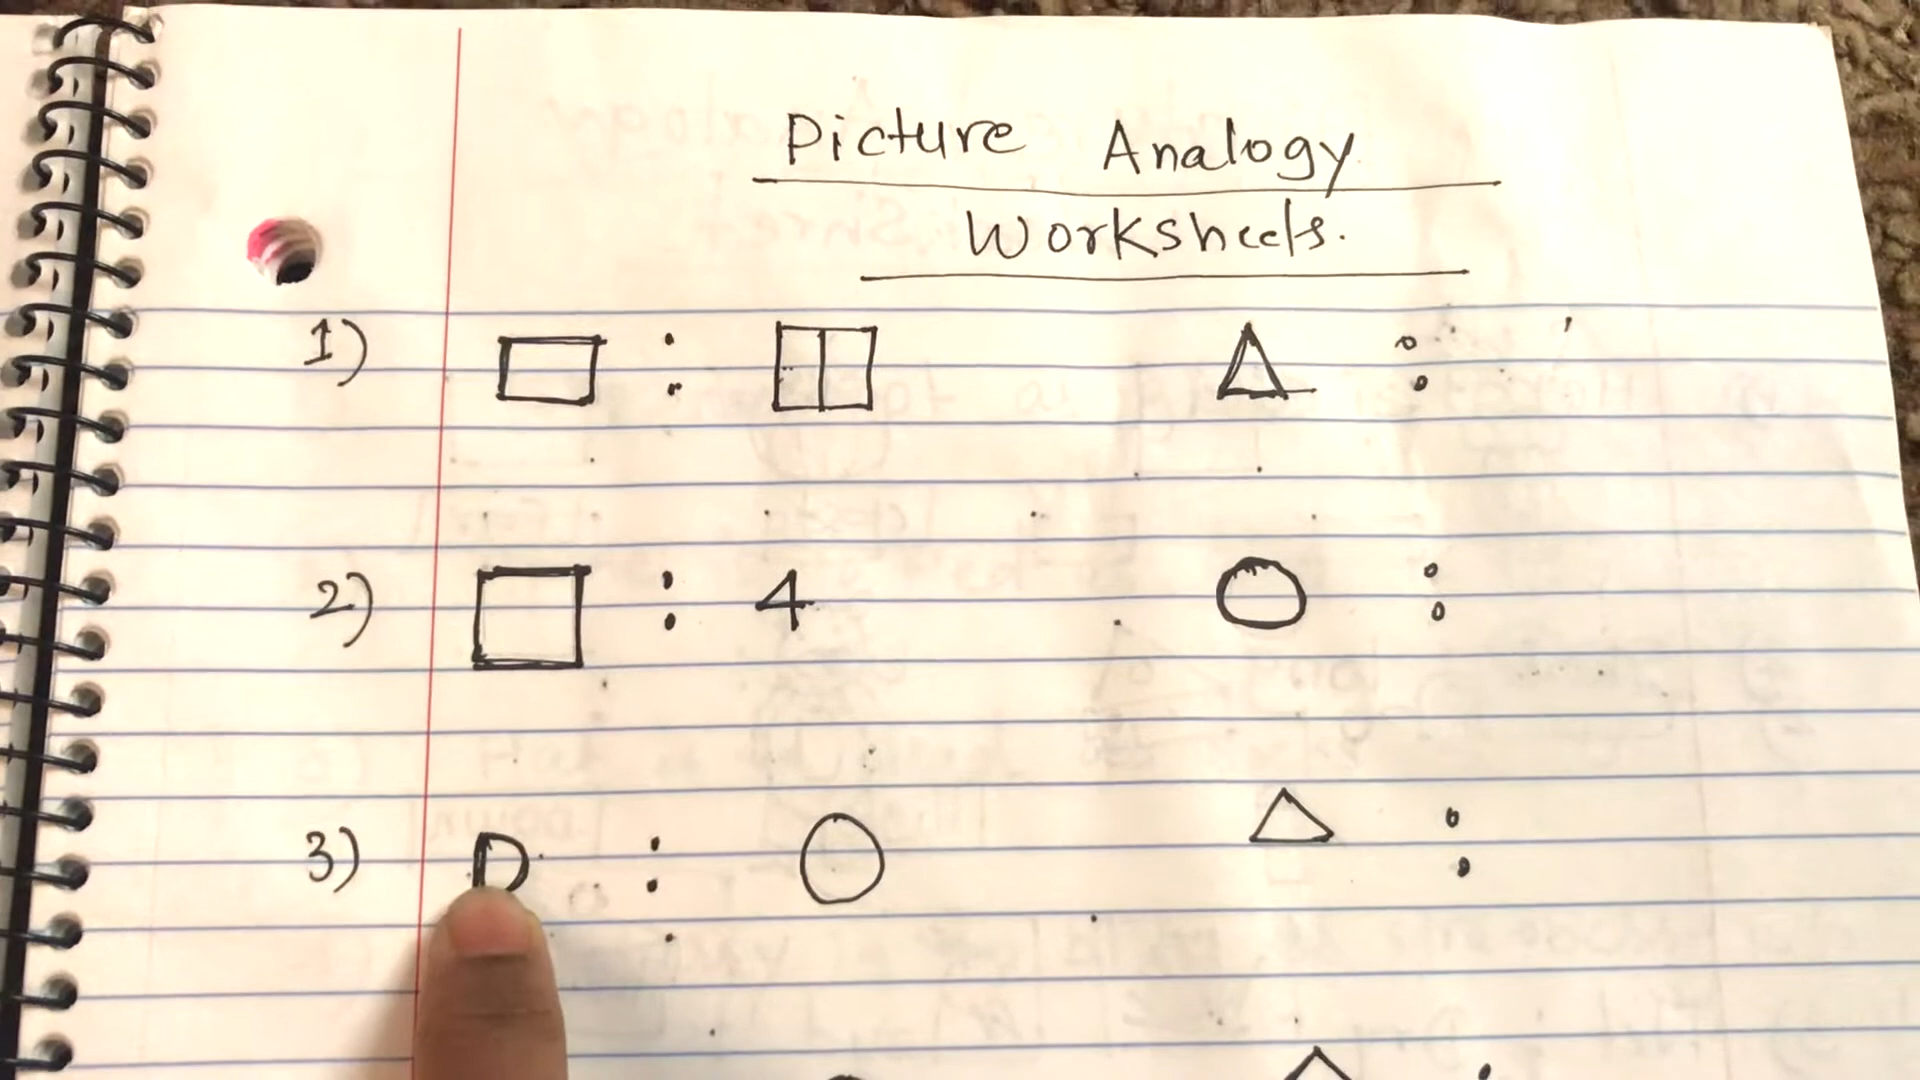 Picture Analogy
Worksheets.
1) : :
2) : 4 :
3) : :